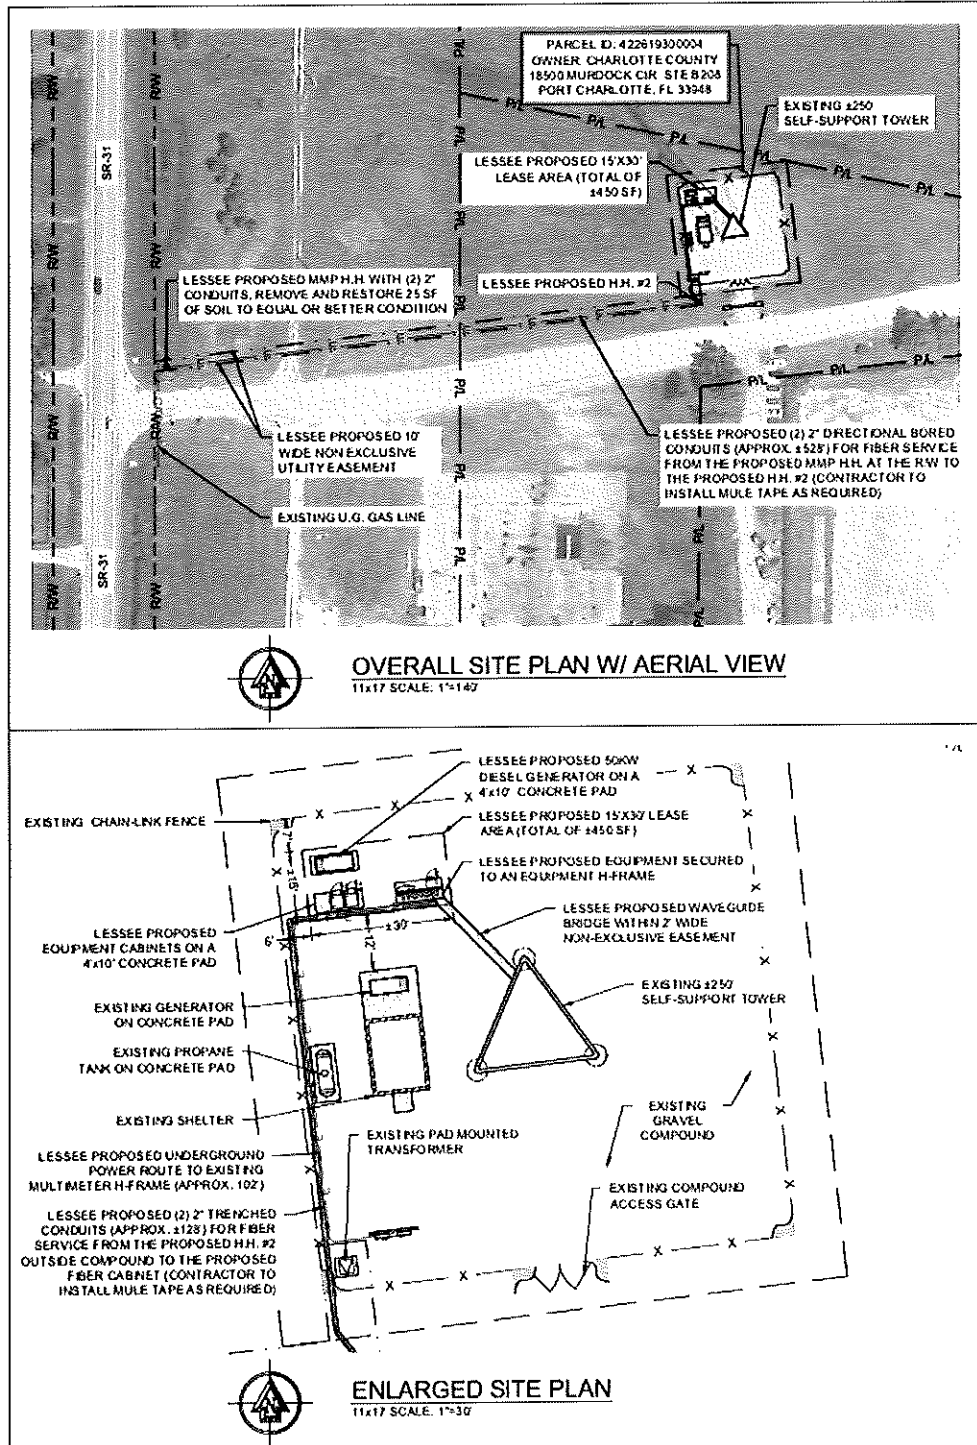 PARCEL ID: 422619300004
OWNER: CHARLOTTE COUNTY
18500 MURDOCK CIR STE B208
PORT CHARLOTTE, FL 33948
EXISTING ±250'
SELF-SUPPORT TOWER
LESSEE PROPOSED 15'X30'
LEASE AREA (TOTAL OF
±450 SF)
LESSEE PROPOSED MMP H.H. WITH (2) 2"
CONDUITS, REMOVE AND RESTORE 25 SF
OF SOIL TO EQUAL OR BETTER CONDITION
LESSEE PROPOSED H.H. #2
LESSEE PROPOSED 10'
WIDE NON EXCLUSIVE
UTILITY EASEMENT
LESSEE PROPOSED (2) 2" DIRECTIONAL BORED
CONDUITS (APPROX. ±528') FOR FIBER SERVICE
FROM THE PROPOSED MMP H.H. AT THE R/W TO
THE PROPOSED H.H. #2 (CONTRACTOR TO
INSTALL MULE TAPE AS REQUIRED)
EXISTING U.G. GAS LINE
SR-31
SR-31
R/W
R/W
R/W
R/W
R/W
R/W
R/W
R/W
P/L
P/L
P/L
P/L
P/L
P/L
P/L
P/L
P/L
P/L
P/L
P/L
N
OVERALL SITE PLAN W/ AERIAL VIEW
11x17 SCALE: 1"=140'
LESSEE PROPOSED 50KW
DIESEL GENERATOR ON A
4'x10' CONCRETE PAD
EXISTING CHAIN-LINK FENCE
LESSEE PROPOSED 15'X30' LEASE
AREA (TOTAL OF ±450 SF)
LESSEE PROPOSED EQUIPMENT SECURED
TO AN EQUIPMENT H-FRAME
7'
±15'
LESSEE PROPOSED
EQUIPMENT CABINETS ON A
4'x10' CONCRETE PAD
6'
±30'
12'
LESSEE PROPOSED WAVEGUIDE
BRIDGE WITHIN 2' WIDE
NON-EXCLUSIVE EASEMENT
EXISTING GENERATOR
ON CONCRETE PAD
EXISTING ±250'
SELF-SUPPORT TOWER
EXISTING PROPANE
TANK ON CONCRETE PAD
EXISTING SHELTER
EXISTING PAD MOUNTED
TRANSFORMER
EXISTING
GRAVEL
COMPOUND
LESSEE PROPOSED UNDERGROUND
POWER ROUTE TO EXISTING
MULTIMETER H-FRAME (APPROX. 102')
EXISTING COMPOUND
ACCESS GATE
LESSEE PROPOSED (2) 2" TRENCHED
CONDUITS (APPROX. ±128') FOR FIBER
SERVICE FROM THE PROPOSED H.H. #2
OUTSIDE COMPOUND TO THE PROPOSED
FIBER CABINET (CONTRACTOR TO
INSTALL MULE TAPE AS REQUIRED)
N
ENLARGED SITE PLAN
11x17 SCALE: 1"=30'